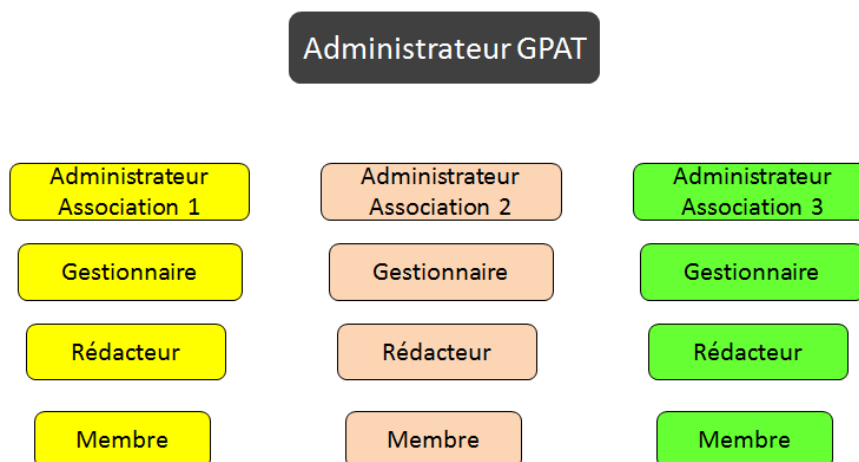 Administrateur GPAT
Administrateur
Association 1
Administrateur
Association 2
Administrateur
Association 3
Gestionnaire
Gestionnaire
Gestionnaire
Rédacteur
Rédacteur
Rédacteur
Membre
Membre
Membre